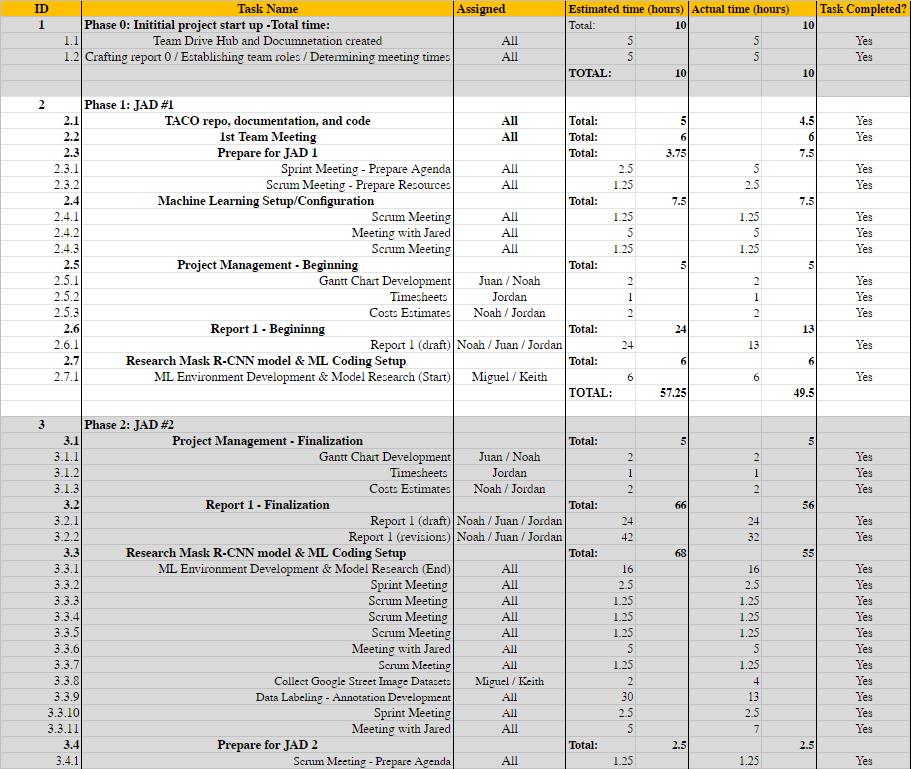 ID Task Name Assigned Estimated time (hours) Actual time (hours) Task Completed?
1 Phase 0: Inititial project start up -Total time: Total: 10 10
1.1 Team Drive Hub and Documnetation created All 5 5 Yes
1.2 Crafting report 0 / Establishing team roles / Determining meeting times All 5 5 Yes
TOTAL: 10 10
2 Phase 1: JAD #1
2.1 TACO repo, documentation, and code All Total: 5 4.5 Yes
2.2 1st Team Meeting All Total: 6 6 Yes
2.3 Prepare for JAD 1 Total: 3.75 7.5
2.3.1 Sprint Meeting - Prepare Agenda All 2.5 5 Yes
2.3.2 Scrum Meeting - Prepare Resources All 1.25 2.5 Yes
2.4 Machine Learning Setup/Configuration Total: 7.5 7.5
2.4.1 Scrum Meeting All 1.25 1.25 Yes
2.4.2 Meeting with Jared All 5 5 Yes
2.4.3 Scrum Meeting All 1.25 1.25 Yes
2.5 Project Management - Beginning Total: 5 5
2.5.1 Gantt Chart Development Juan / Noah 2 2 Yes
2.5.2 Timesheets Jordan 1 1 Yes
2.5.3 Costs Estimates Noah / Jordan 2 2 Yes
2.6 Report 1 - Begininng Total: 24 13
2.6.1 Report 1 (draft) Noah / Juan / Jordan 24 13 Yes
2.7 Research Mask R-CNN model & ML Coding Setup Total: 6 6
2.7.1 ML Environment Development & Model Research (Start) Miguel / Keith 6 6 Yes
TOTAL: 57.25 49.5
3 Phase 2: JAD #2
3.1 Project Management - Finalization Total: 5 5
3.1.1 Gantt Chart Development Juan / Noah 2 2 Yes
3.1.2 Timesheets Jordan 1 1 Yes
3.1.3 Costs Estimates Noah / Jordan 2 2 Yes
3.2 Report 1 - Finalization Total: 66 56
3.2.1 Report 1 (draft) Noah / Juan / Jordan 24 24 Yes
3.2.2 Report 1 (revisions) Noah / Juan / Jordan 42 32 Yes
3.3 Research Mask R-CNN model & ML Coding Setup Total: 68 55
3.3.1 ML Environment Development & Model Research (End) All 16 16 Yes
3.3.2 Sprint Meeting All 2.5 2.5 Yes
3.3.3 Scrum Meeting All 1.25 1.25 Yes
3.3.4 Scrum Meeting All 1.25 1.25 Yes
3.3.5 Scrum Meeting All 1.25 1.25 Yes
3.3.6 Meeting with Jared All 5 5 Yes
3.3.7 Scrum Meeting All 1.25 1.25 Yes
3.3.8 Collect Google Street Image Datasets Miguel / Keith 2 4 Yes
3.3.9 Data Labeling - Annotation Development All 30 13 Yes
3.3.10 Sprint Meeting All 2.5 2.5 Yes
3.3.11 Meeting with Jared All 5 7 Yes
3.4 Prepare for JAD 2 Total: 2.5 2.5
3.4.1 Scrum Meeting - Prepare Agenda All 1.25 1.25 Yes